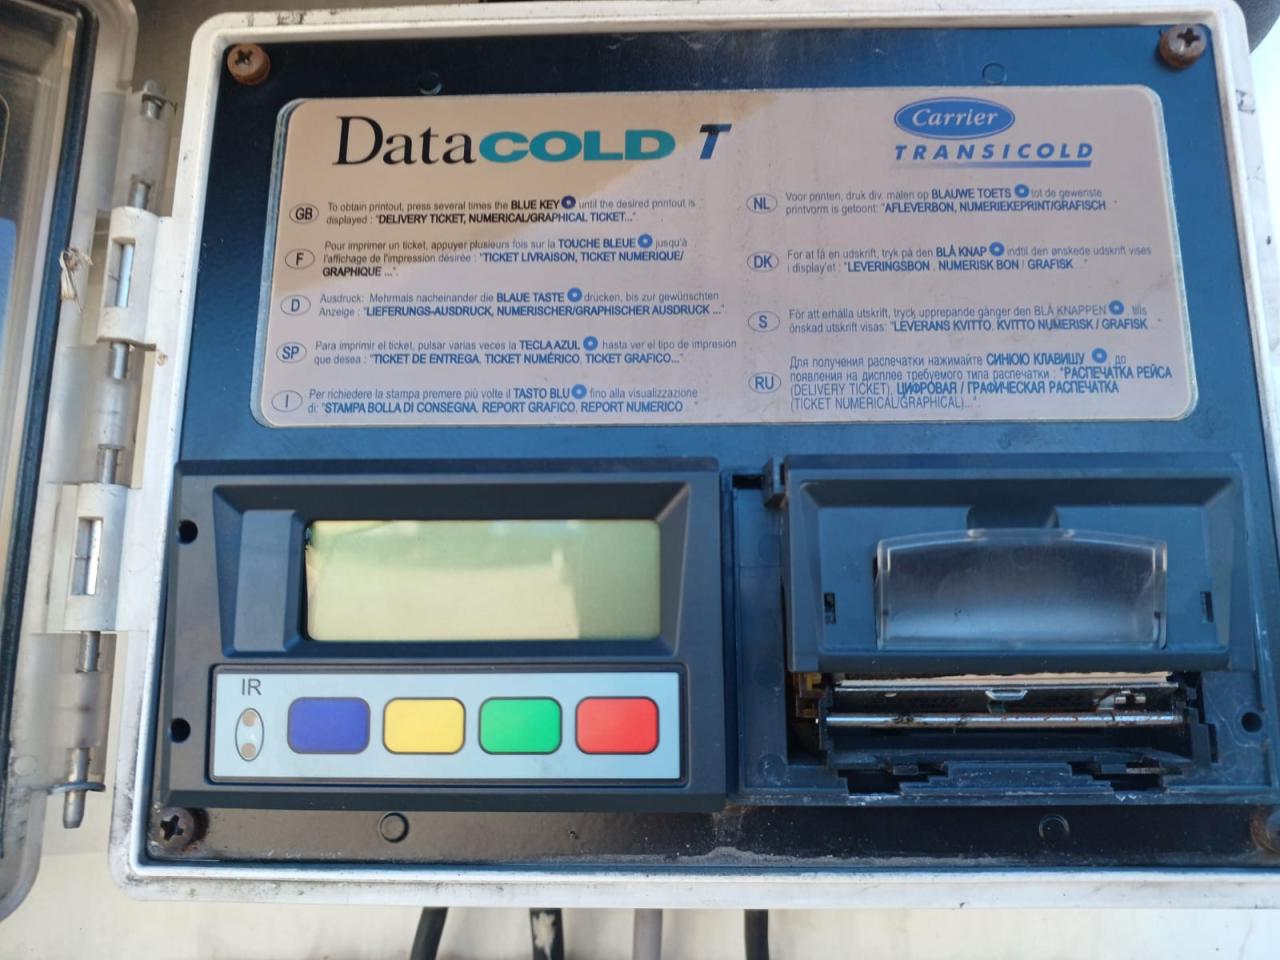 DataCOLD T
Carrier
TRANSICOLD
GB
To obtain printout, press several times the BLUE KEY until the desired printout is
displayed : "DELIVERY TICKET, NUMERICAL/GRAPHICAL TICKET..."
F
Pour imprimer un ticket, appuyer plusieurs fois sur la TOUCHE BLEUE jusqu'à
l'affichage de l'impression désirée : "TICKET LIVRAISON, TICKET NUMERIQUE/
GRAPHIQUE ...".
D
Ausdruck: Mehrmals nacheinander die BLAUE TASTE drücken, bis zur gewünschten
Anzeige : "LIEFERUNGS-AUSDRUCK, NUMERISCHER/GRAPHISCHER AUSDRUCK ..."
SP
Para imprimir el ticket, pulsar varias veces la TECLA AZUL hasta ver el tipo de impresión
que desea : "TICKET DE ENTREGA, TICKET NUMÉRICO, TICKET GRAFICO..."
I
Per richiedere la stampa premere più volte il TASTO BLU fino alla visualizzazione
di: "STAMPA BOLLA DI CONSEGNA, REPORT GRAFICO, REPORT NUMERICO ..."
NL
Voor printen, druk div. malen op BLAUWE TOETS tot de gewenste
printvorm is getoont: "AFLEVERBON, NUMERIEKEPRINT/GRAFISCH ..."
DK
For at få en udskrift, tryk på den BLÅ KNAP indtil den ønskede udskrift vises
i display'et : "LEVERINGSBON , NUMERISK BON / GRAFISK ..."
S
För att erhålla utskrift, tryck upprepande gånger den BLÅ KNAPPEN tills
önskad utskrift visas: "LEVERANS KVITTO, KVITTO NUMERISK / GRAFISK ..."
RU
Для получения распечатки нажимайте СИНЮЮ КЛАВИШУ до
появления на дисплее требуемого типа распечатки : "РАСПЕЧАТКА РЕЙСА
(DELIVERY TICKET), ЦИФРОВАЯ / ГРАФИЧЕСКАЯ РАСПЕЧАТКА
(TICKET NUMERICAL/GRAPHICAL)...".
IR